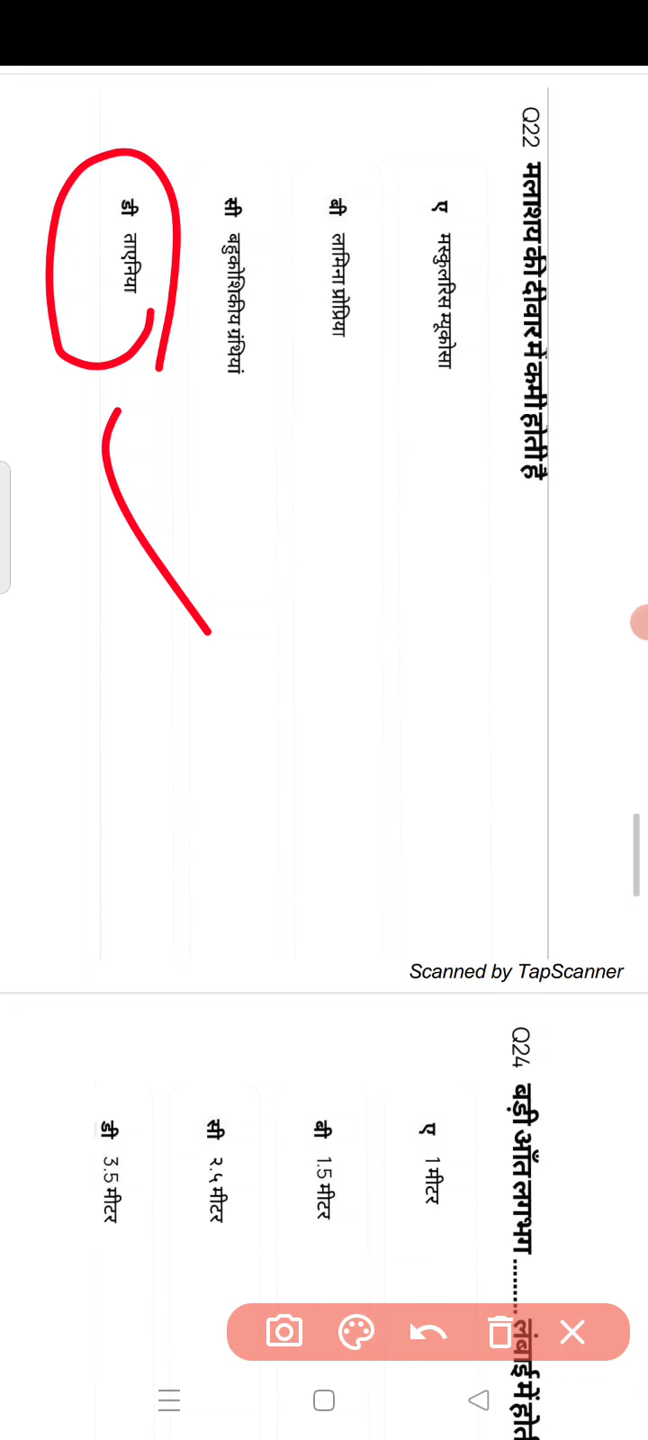 Q22 मलाशय की दीवार में कमी होती है
ए मस्कुलरिस म्यूकोसा
बी लामिना प्रोप्रिया
सी बहुकोशिकीय ग्रंथियां
डी ताएनिया
Scanned by TapScanner
Q24 बड़ी आँत लगभग ......... लंबाई में
ए 1 मीटर
बी 1.5 मीटर
सी २.५ मीटर
डी 3.5 मीटर